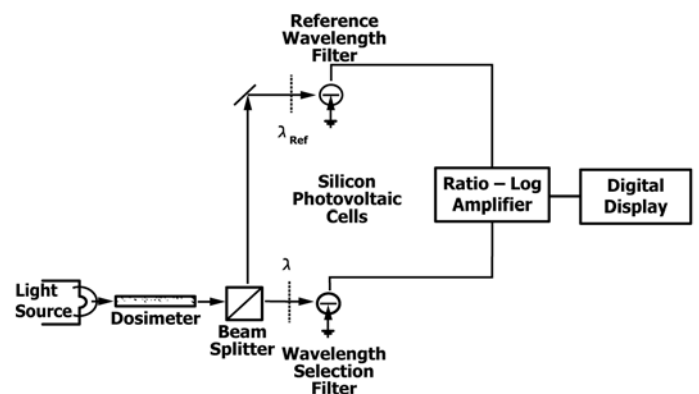 Reference
Wavelength
Filter
λ Ref
Silicon
Photovoltaic
Cells
Ratio – Log
Amplifier
Digital
Display
Light
Source
Dosimeter
λ
Beam
Splitter
Wavelength
Selection
Filter